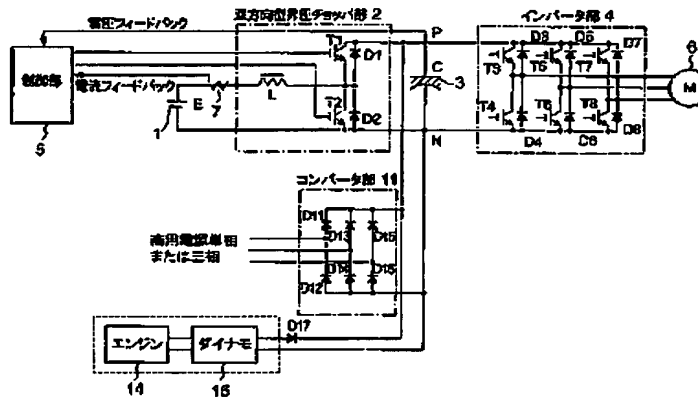 電圧フィードバック
双方向型昇圧チョッパ部 2
P
インバータ部 4
T1
D1
D3
D5
D7
6
制御部
C
3
T3
T5
T7
M
電流フィードバック
E
7
L
1
T2
D2
T4
T6
T8
D8
5
N
D4
D6
コンバータ部 11
D11
D13
D15
商用電源単相
または三相
D14
D16
D12
D17
エンジン
ダイナモ
14
15